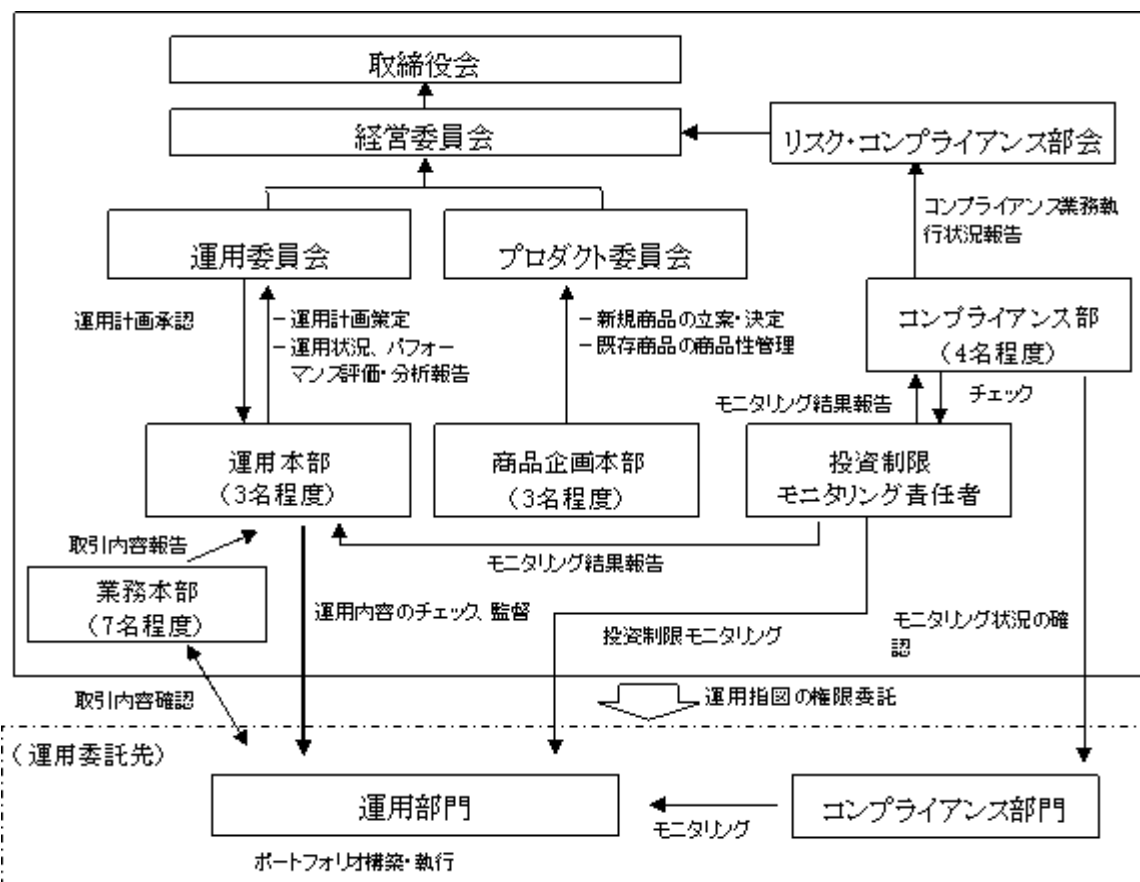 取締役会
経営委員会
リスク・コンプライアンス部会
コンプライアンス業務執
行状況報告
運用委員会
プロダクト委員会
コンプライアンス部
(4名程度)
運用計画承認
－運用計画策定
－運用状況、パフォー
マンス評価・分析報告
－新規商品の立案・決定
－既存商品の商品性管理
モニタリング結果報告
チェック
運用本部
(3名程度)
商品企画本部
(3名程度)
投資制限
モニタリング責任者
取引内容報告
モニタリング結果報告
業務本部
(7名程度)
運用内容のチェック、監督
投資制限モニタリング
モニタリング状況の確
認
取引内容確認
運用指図の権限委託
(運用委託先)
運用部門
コンプライアンス部門
モニタリング
ポートフォリオ構築・執行